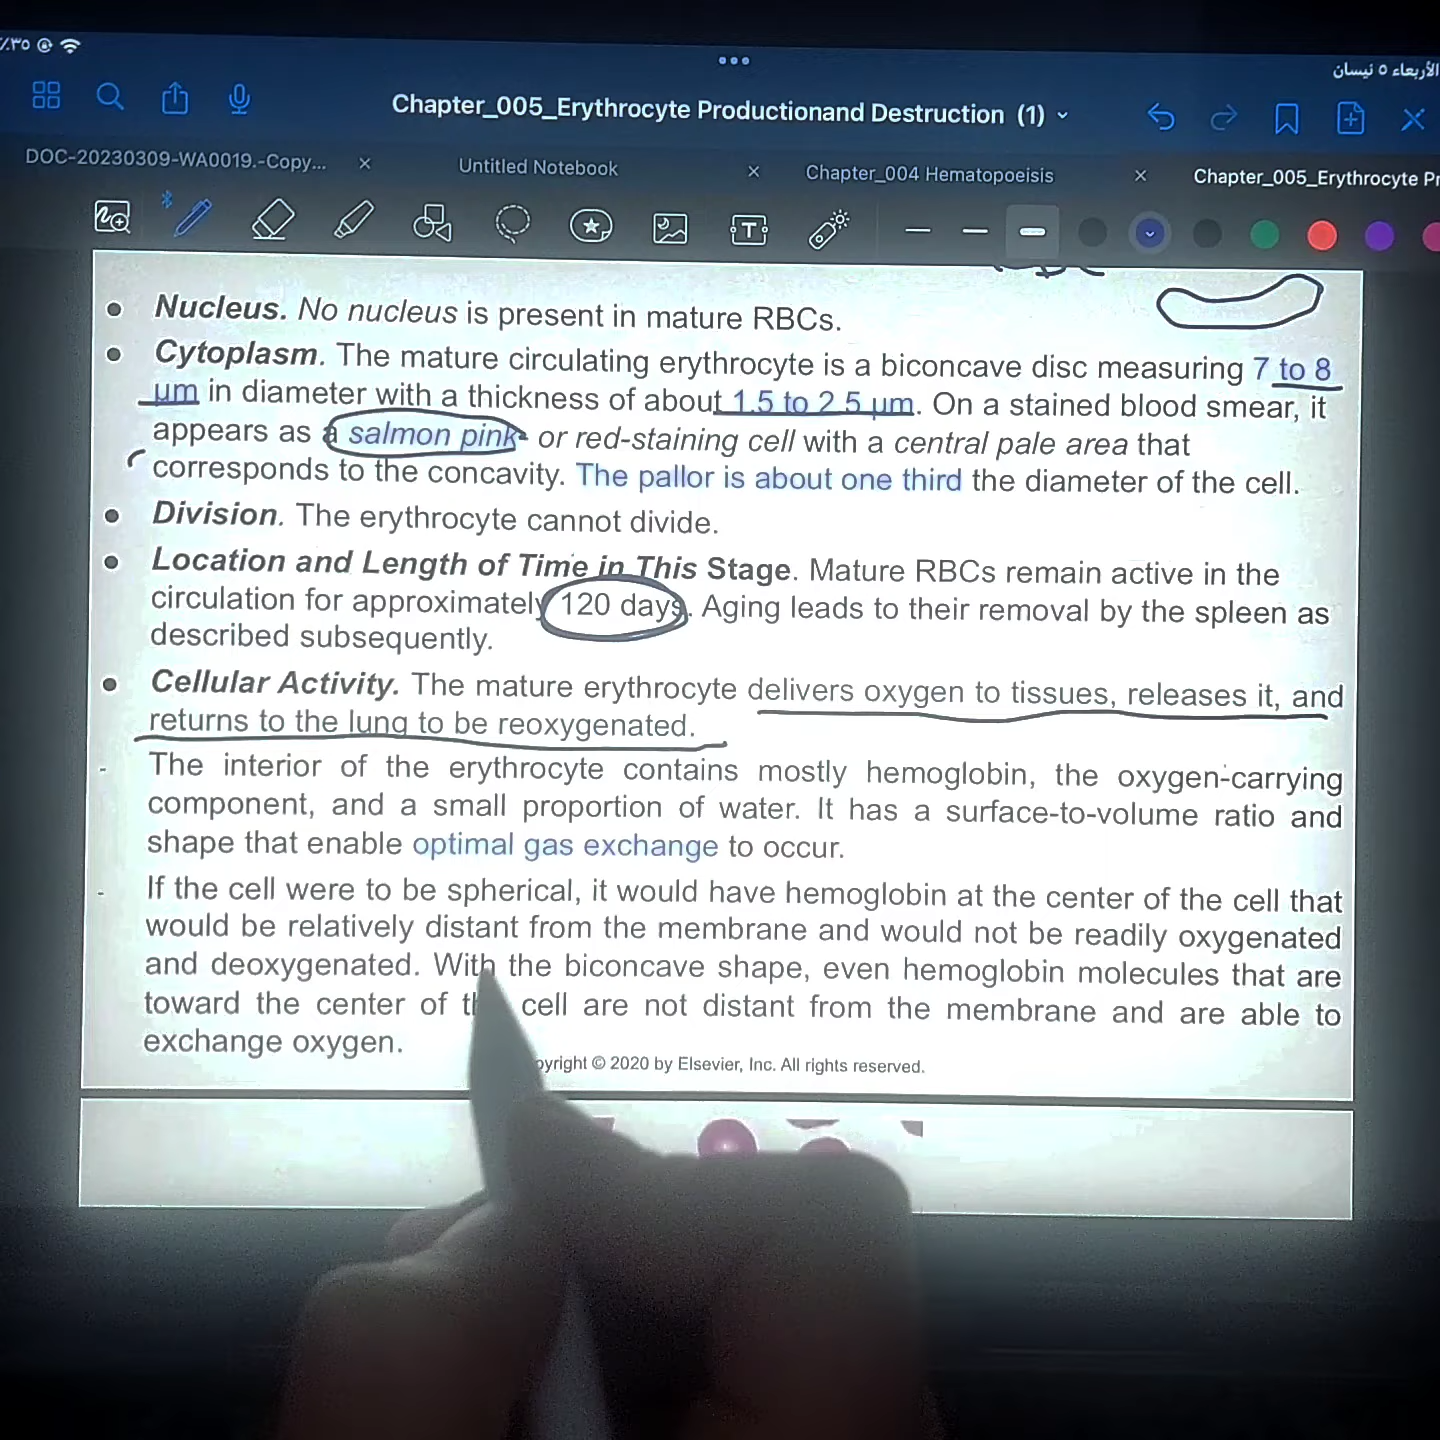 ٪٣٥
الأربعاء ٥ نيسان
Chapter_005_Erythrocyte Productionand Destruction (1)
DOC-20230309-WA0019.-Copy...
Untitled Notebook
Chapter_004 Hematopoeisis
Chapter_005_Erythrocyte Pr
Nucleus. No nucleus is present in mature RBCs.
Cytoplasm. The mature circulating erythrocyte is a biconcave disc measuring 7 to 8
µm in diameter with a thickness of about 1.5 to 2.5 µm. On a stained blood smear, it
appears as a salmon pink or red-staining cell with a central pale area that
corresponds to the concavity. The pallor is about one third the diameter of the cell.
Division. The erythrocyte cannot divide.
Location and Length of Time in This Stage. Mature RBCs remain active in the
circulation for approximately 120 days. Aging leads to their removal by the spleen as
described subsequently.
Cellular Activity. The mature erythrocyte delivers oxygen to tissues, releases it, and
returns to the lung to be reoxygenated.
- The interior of the erythrocyte contains mostly hemoglobin, the oxygen-carrying
component, and a small proportion of water. It has a surface-to-volume ratio and
shape that enable optimal gas exchange to occur.
- If the cell were to be spherical, it would have hemoglobin at the center of the cell that
would be relatively distant from the membrane and would not be readily oxygenated
and deoxygenated. With the biconcave shape, even hemoglobin molecules that are
toward the center of cell are not distant from the membrane and are able to
exchange oxygen.
pyright © 2020 by Elsevier, Inc. All rights reserved.